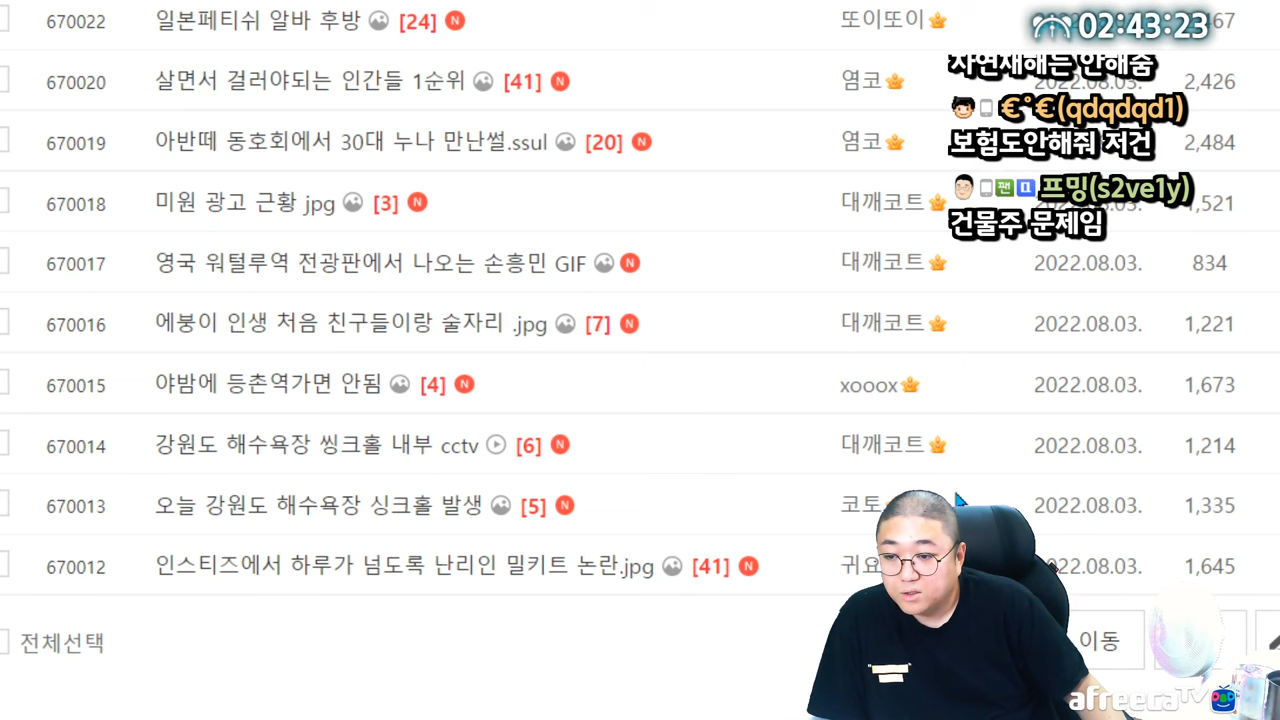 670022 일본페티쉬 알바 후방 [24] N 또이또이
02:43:23
670020 살면서 걸러야되는 인간들 1순위 [41] N 염코 2022.08.03. 2,426
670019 아반떼 동호회에서 30대 누나 만난썰.ssul [20] N 염코 2,484
670018 미원 광고 근황 jpg [3] N 대깨코트 2022.08.03. 1,521
670017 영국 워털루역 전광판에서 나오는 손흥민 GIF N 대깨코트 2022.08.03. 834
670016 에붕이 인생 처음 친구들이랑 술자리 .jpg [7] N 대깨코트 2022.08.03. 1,221
670015 야밤에 등촌역가면 안됨 [4] N xooox 2022.08.03. 1,673
670014 강원도 해수욕장 씽크홀 내부 cctv [6] N 대깨코트 2022.08.03. 1,214
670013 오늘 강원도 해수욕장 싱크홀 발생 [5] N 코토 2022.08.03. 1,335
670012 인스티즈에서 하루가 넘도록 난리인 밀키트 논란.jpg [41] N 귀요 022.08.03. 1,645
자연재해는 안해줌
€˚€(qdqdqd1)
보험도안해줘 저건
팬 프밍(s2ve1y)
건물주 문제임
전체선택
이동
afreecaTV